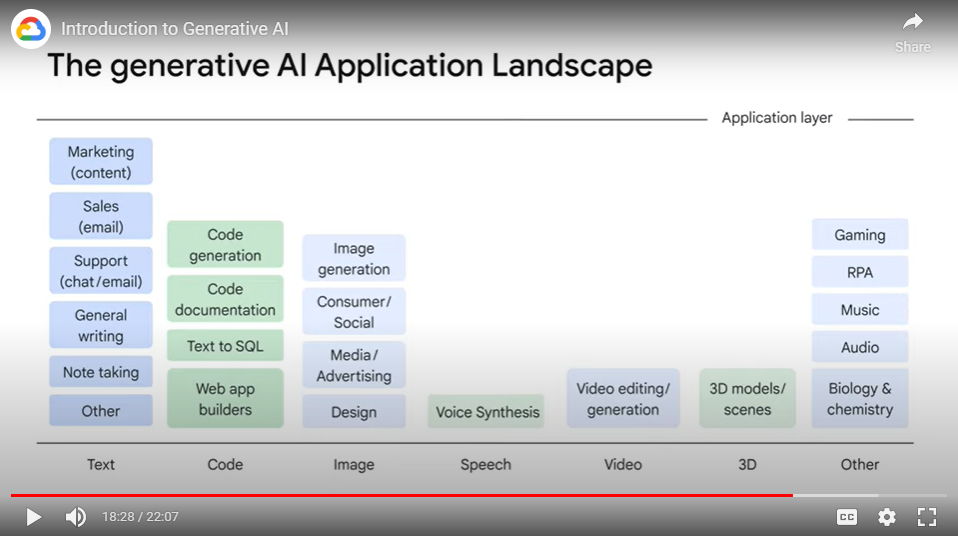 Introduction to Generative AI
Share
The generative AI Application Landscape
Application layer
Marketing
(content)
Sales
(email)
Support
(chat/email)
General
writing
Note taking
Other
Text
Code
generation
Code
documentation
Text to SQL
Web app
builders
Code
Image
generation
Consumer/
Social
Media/
Advertising
Design
Image
Voice Synthesis
Speech
Video editing/
generation
Video
3D models/
scenes
3D
Gaming
RPA
Music
Audio
Biology &
chemistry
Other
18:28 / 22:07
CC